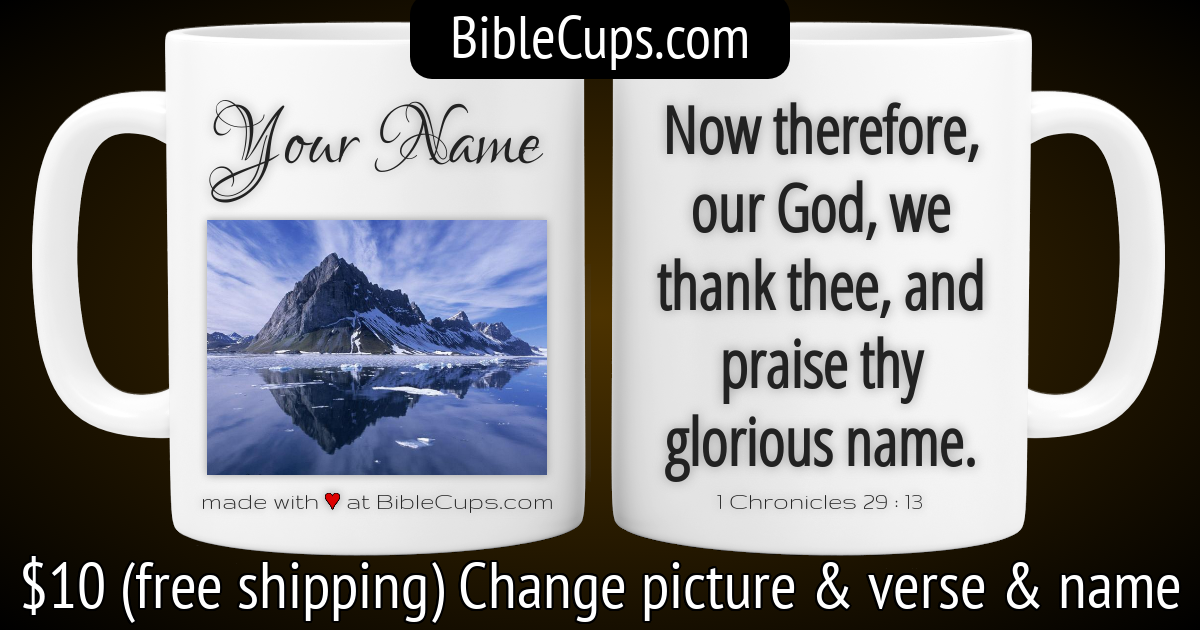 BibleCups.com
Your Name
made with ♥ at BibleCups.com
Now therefore,
our God, we
thank thee, and
praise thy
glorious name.
1 Chronicles 29 : 13
$10 (free shipping) Change picture & verse & name